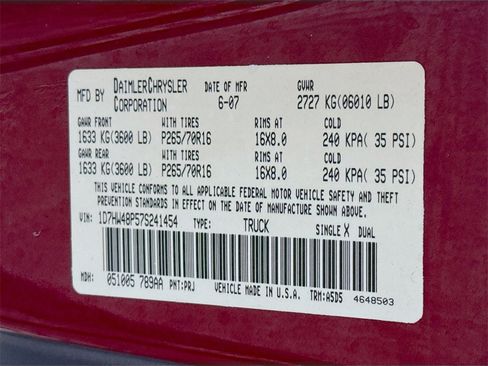 MFD BY DAIMLERCHRYSLER CORPORATION DATE OF MFR 6-07 GVWR 2727 KG(06010 LB)
GAWR FRONT WITH TIRES RIMS AT COLD
1633 KG(3600 LB) P265/70R16 16X8.0 240 KPA( 35 PSI)
GAWR REAR WITH TIRES RIMS AT COLD
1633 KG(3600 LB) P265/70R16 16X8.0 240 KPA( 35 PSI)
THIS VEHICLE CONFORMS TO ALL APPLICABLE FEDERAL MOTOR VEHICLE SAFETY AND THEFT
PREVENTION STANDARDS IN EFFECT ON THE DATE OF MANUFACTURE SHOWN ABOVE.
VIN: 1D7HW48P57S241454 TYPE: TRUCK SINGLE X DUAL
MDH: 051005 789AA PNT:PRJ VEHICLE MADE IN U.S.A. TRM:A5D5 4648503